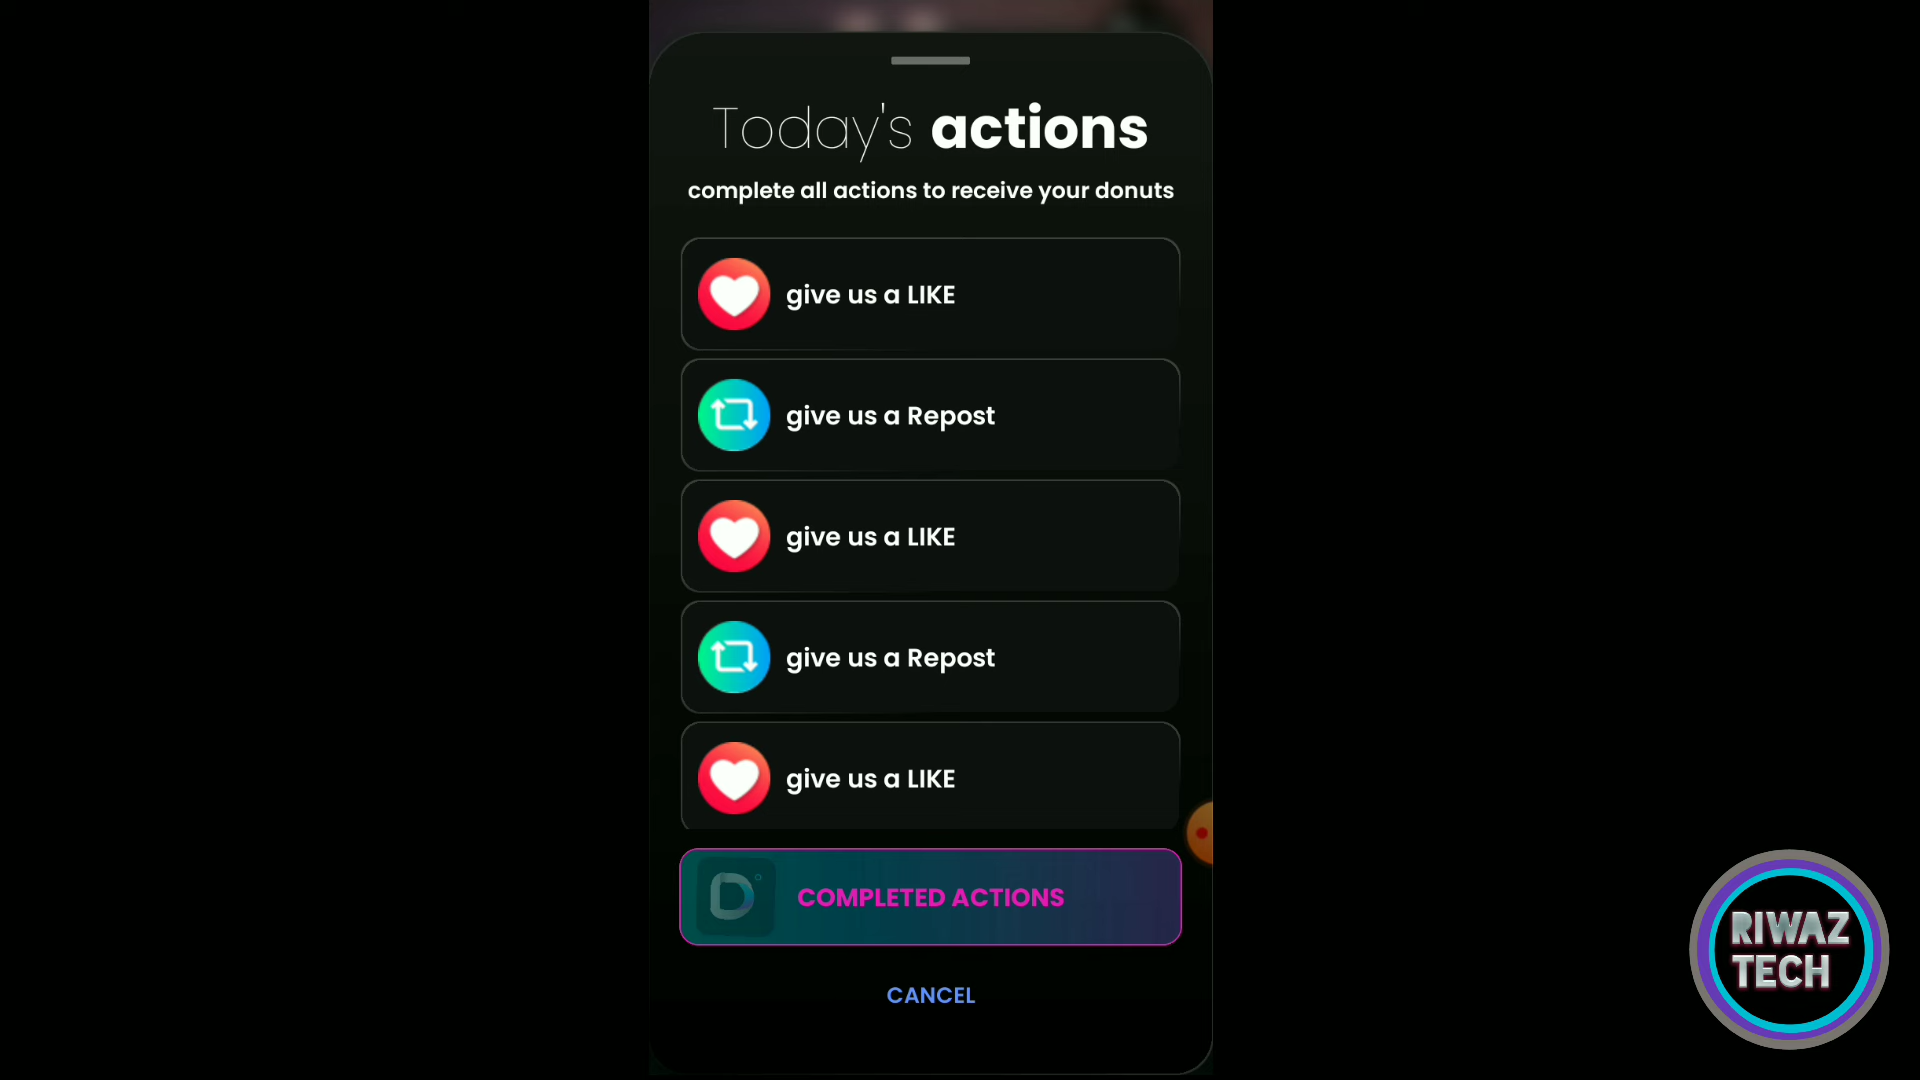 Today's actions
complete all actions to receive your donuts
give us a LIKE
give us a Repost
give us a LIKE
give us a Repost
give us a LIKE
D
COMPLETED ACTIONS
CANCEL
RIWAZ
TECH